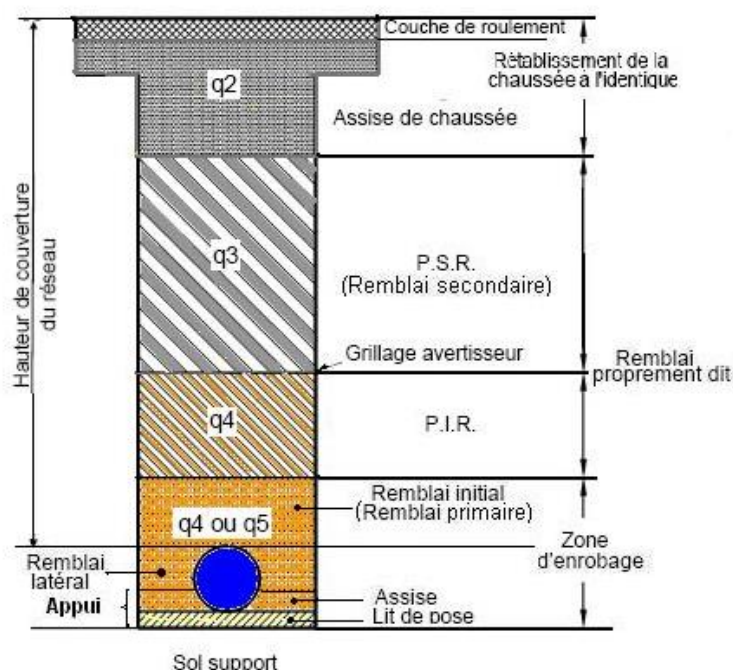 Couche de roulement
Rétablissement de la
chaussée à l'identique
q2
Assise de chaussée
Hauteur de couverture
du réseau
q3
P.S.R.
(Remblai secondaire)
Grillage avertisseur
Remblai
proprement dit
q4
P.I.R.
Remblai initial
(Remblai primaire)
q4 ou q5
Zone
d'enrobage
Remblai
latéral
Appui
Assise
Lit de pose
Sol support